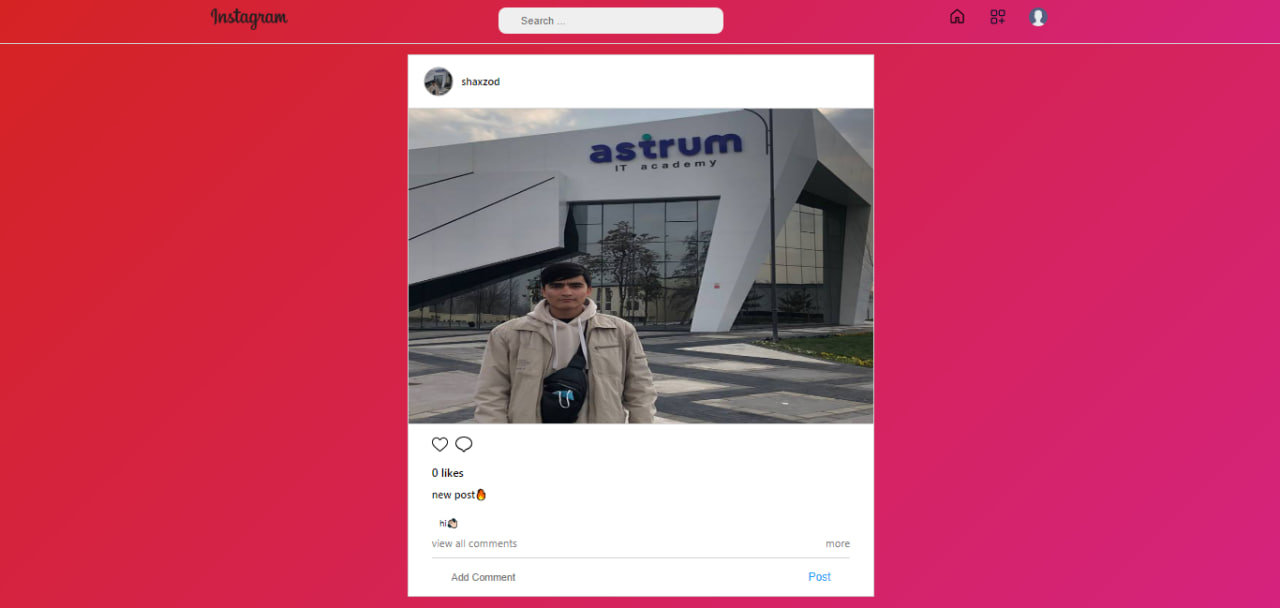 Instagram
Search ...
shaxzod
astrum
IT academy
0 likes
new post🔥
hi👋🏻
view all comments
more
Add Comment
Post